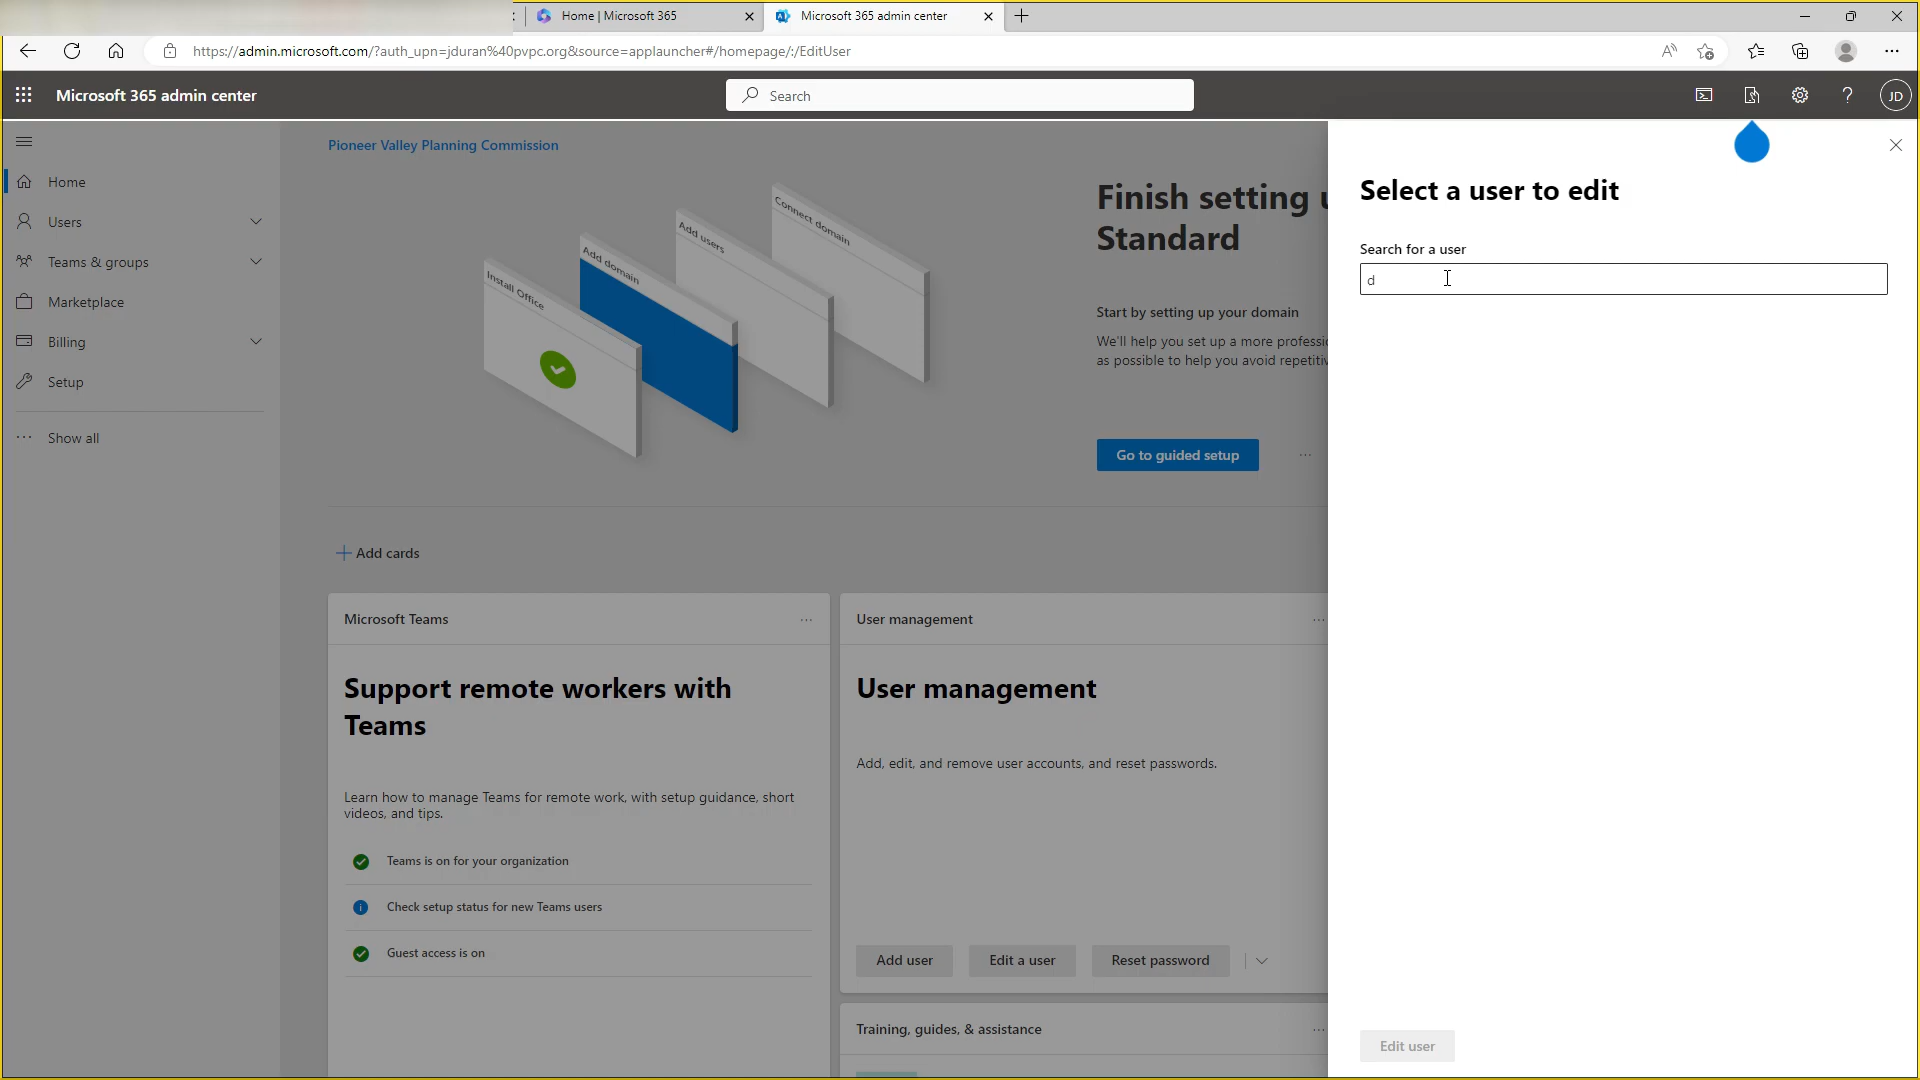 Home | Microsoft 365
Microsoft 365 admin center
https://admin.microsoft.com/?auth_upn=jduran%40pvpc.org&source=applauncher#/homepage/:/EditUser
Microsoft 365 admin center
Search
JD
Home
Users
Teams & groups
Marketplace
Billing
Setup
Show all
Pioneer Valley Planning Commission
Install Office
Add domain
Add users
Connect domain
Finish setting
Standard
Start by setting up your domain
We'll help you set up a more
as possible to help you avoid
Go to guided setup
Add cards
Microsoft Teams
Support remote workers with
Teams
Learn how to manage Teams for remote work, with setup guidance, short
videos, and tips.
Teams is on for your organization
Check setup status for new Teams users
Guest access is on
User management
User management
Add, edit, and remove user accounts, and reset passwords.
Add user
Edit a user
Reset password
Training, guides, & assistance
Select a user to edit
Search for a user
d
Edit user